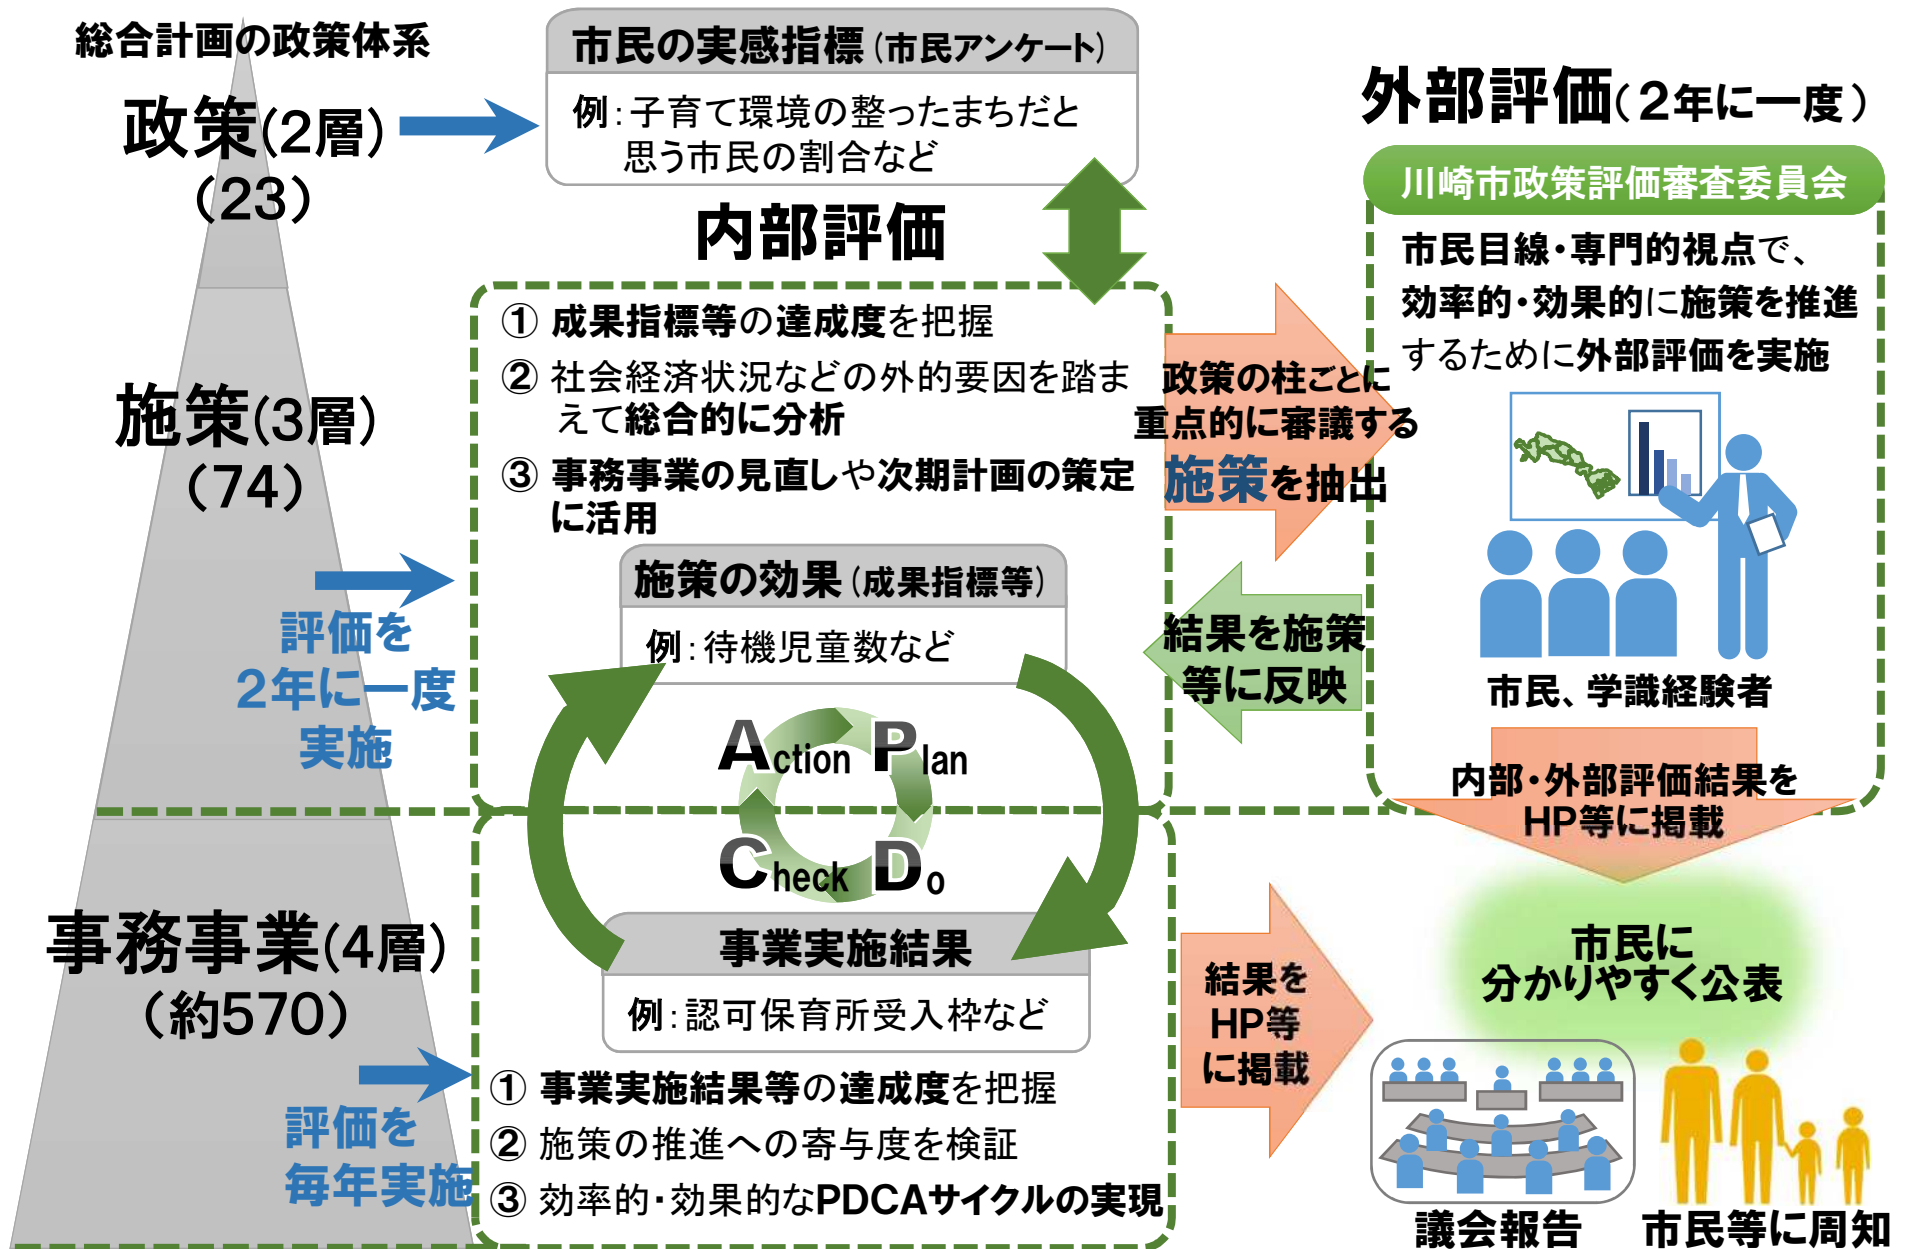 総合計画の政策体系
政策(2層)
(23)
市民の実感指標(市民アンケート)
例:子育て環境の整ったまちだと
思う市民の割合など
内部評価
施策(3層)
(74)
評価を
2年に一度
実施
① 成果指標等の達成度を把握
② 社会経済状況などの外的要因を踏ま
えて総合的に分析
③ 事務事業の見直しや次期計画の策定
に活用
施策の効果(成果指標等)
例:待機児童数など
Action Plan
Check Do
事務事業(4層)
(約570)
評価を
毎年実施
事業実施結果
例:認可保育所受入枠など
① 事業実施結果等の達成度を把握
② 施策の推進への寄与度を検証
③ 効率的・効果的なPDCAサイクルの実現
政策の柱ごとに
重点的に審議する
施策を抽出
結果を施策
等に反映
外部評価(2年に一度)
川崎市政策評価審査委員会
市民目線・専門的視点で、
効率的・効果的に施策を推進
するために外部評価を実施
市民、学識経験者
内部・外部評価結果を
HP等に掲載
結果を
HP等
に掲載
市民に
分かりやすく公表
議会報告
市民等に周知